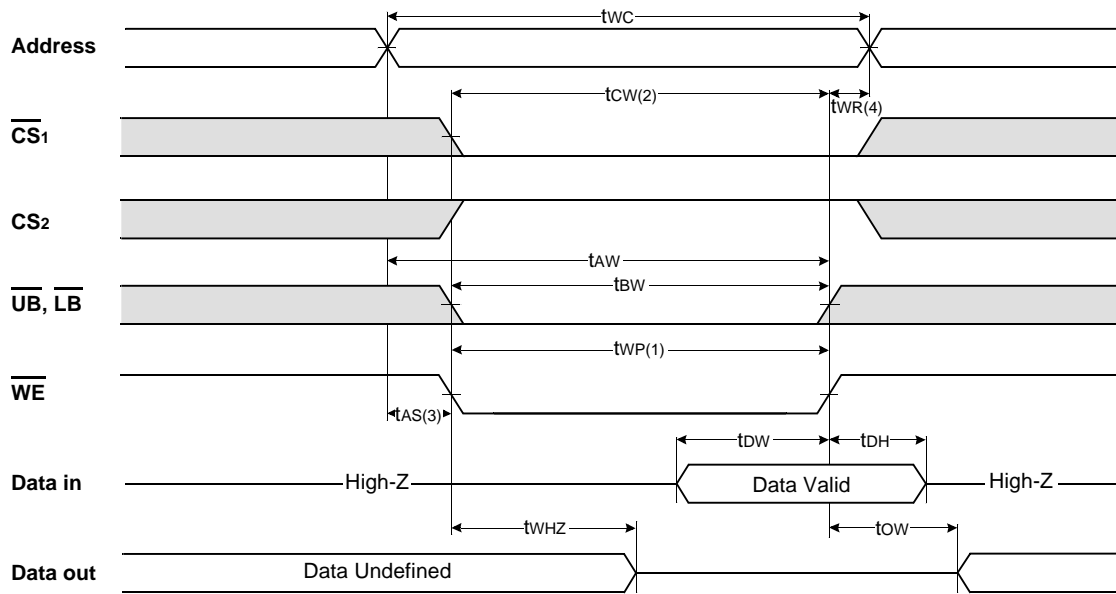 tWC
Address
tCW(2)
tWR(4)
CS1
CS2
tAW
tBW
UB, LB
tWP(1)
WE
tAS(3)
tDW
tDH
Data in
High-Z
Data Valid
High-Z
tWHZ
tOW
Data out
Data Undefined